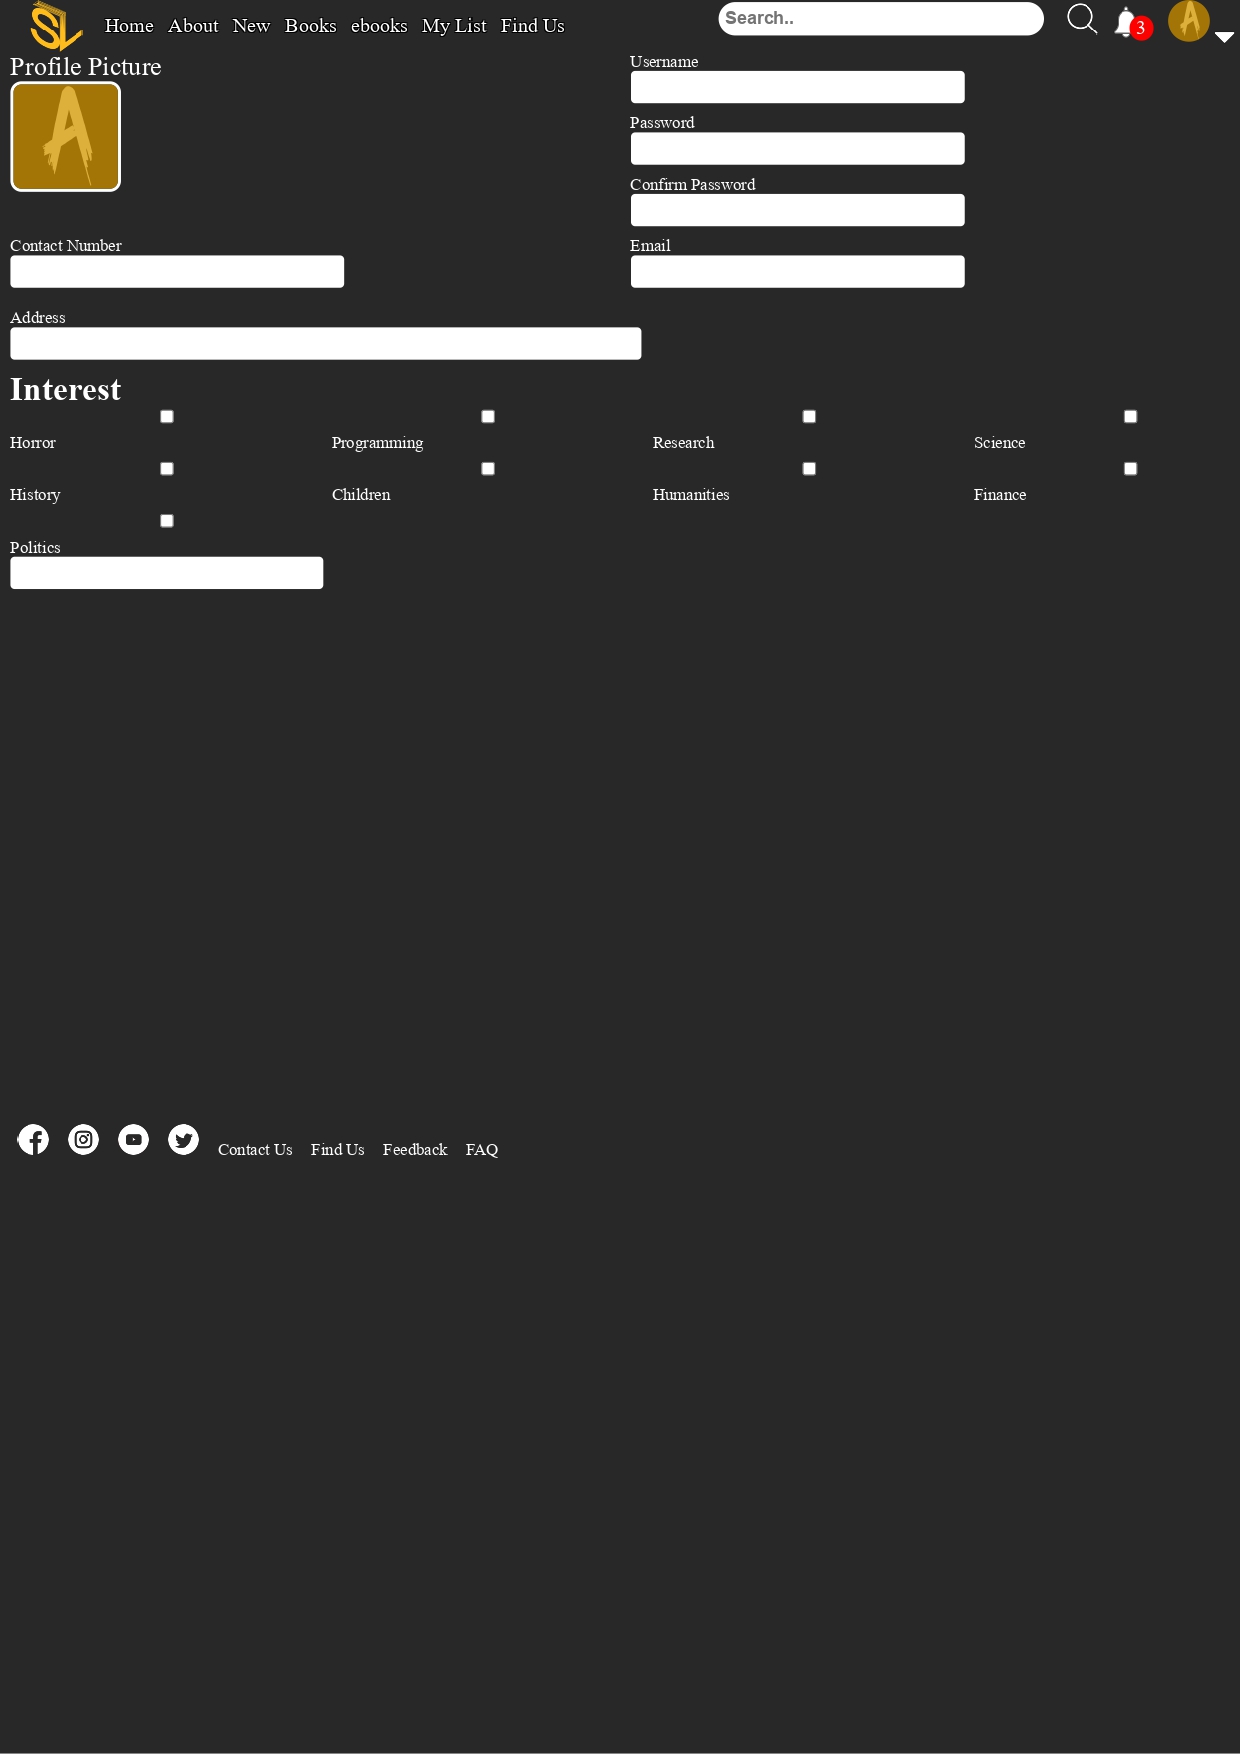 SL Home About New Books ebooks My List Find Us Search.. 3 A
Profile Picture
A
Username
Password
Confirm Password
Contact Number
Email
Address
Interest
Horror Programming Research Science
History Children Humanities Finance
Politics
Contact Us Find Us Feedback FAQ